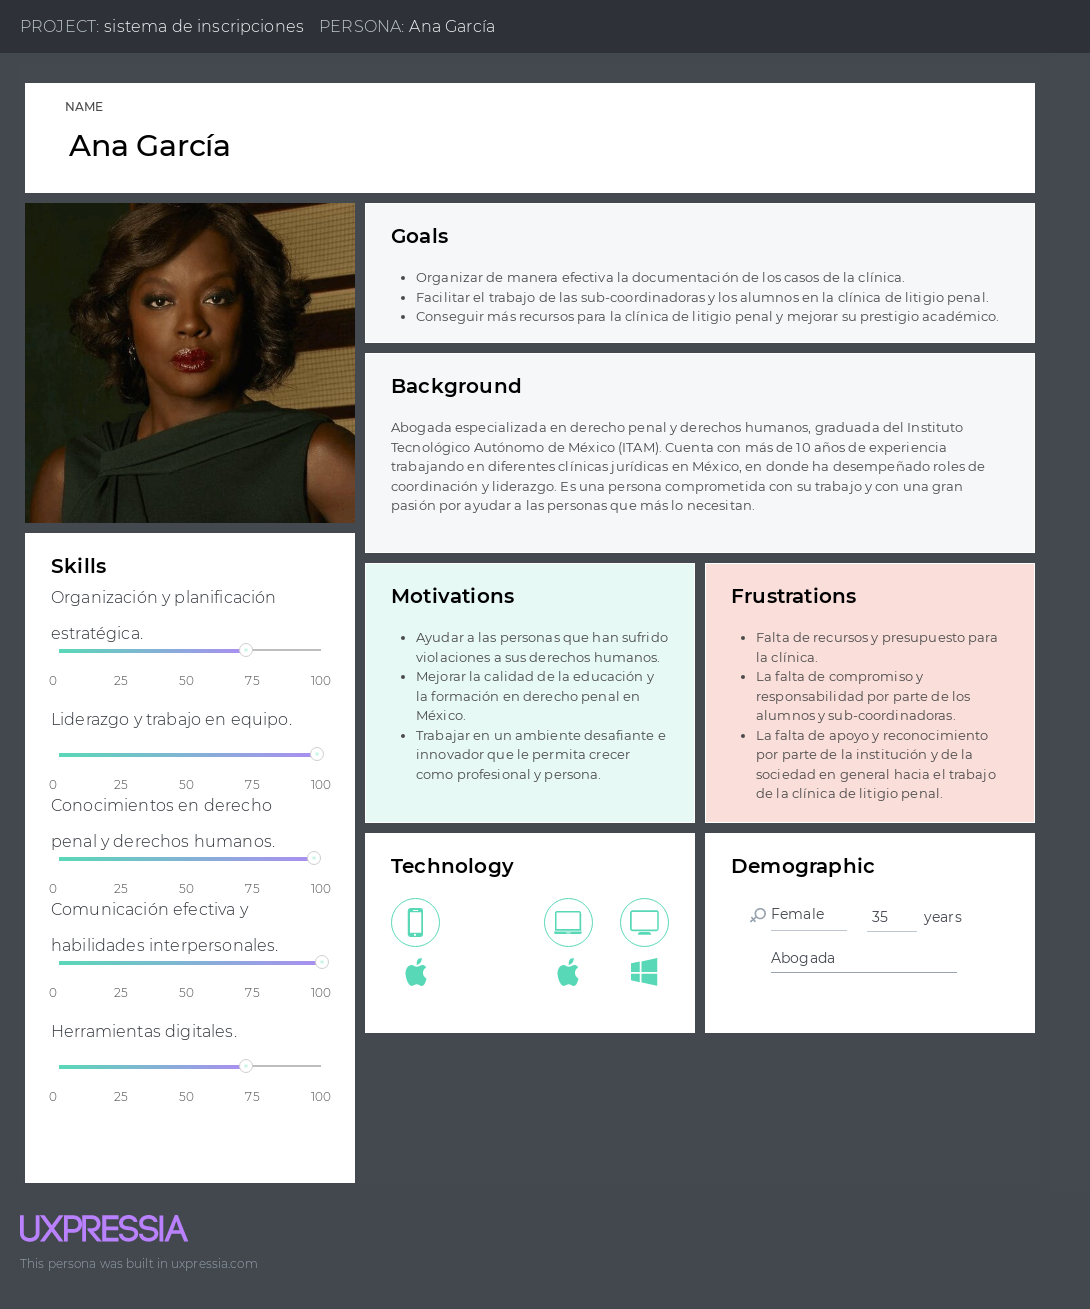 PROJECT: sistema de inscripciones PERSONA: Ana García
NAME
Ana García
Goals
• Organizar de manera efectiva la documentación de los casos de la clínica.
• Facilitar el trabajo de las sub-coordinadoras y los alumnos en la clínica de litigio penal.
• Conseguir más recursos para la clínica de litigio penal y mejorar su prestigio académico.
Background
Abogada especializada en derecho penal y derechos humanos, graduada del Instituto
Tecnológico Autónomo de México (ITAM). Cuenta con más de 10 años de experiencia
trabajando en diferentes clínicas jurídicas en México, en donde ha desempeñado roles de
coordinación y liderazgo. Es una persona comprometida con su trabajo y con una gran
pasión por ayudar a las personas que más lo necesitan.
Skills
Organización y planificación
estratégica.
0 25 50 75 100
Liderazgo y trabajo en equipo.
0 25 50 75 100
Conocimientos en derecho
penal y derechos humanos.
0 25 50 75 100
Comunicación efectiva y
habilidades interpersonales.
0 25 50 75 100
Herramientas digitales.
0 25 50 75 100
Motivations
• Ayudar a las personas que han sufrido
violaciones a sus derechos humanos.
• Mejorar la calidad de la educación y
la formación en derecho penal en
México.
• Trabajar en un ambiente desafiante e
innovador que le permita crecer
como profesional y persona.
Frustrations
• Falta de recursos y presupuesto para
la clínica.
• La falta de compromiso y
responsabilidad por parte de los
alumnos y sub-coordinadoras.
• La falta de apoyo y reconocimiento
por parte de la institución y de la
sociedad en general hacia el trabajo
de la clínica de litigio penal.
Technology
Demographic
Female 35 years
Abogada
UXPRESSIA
This persona was built in uxpressia.com